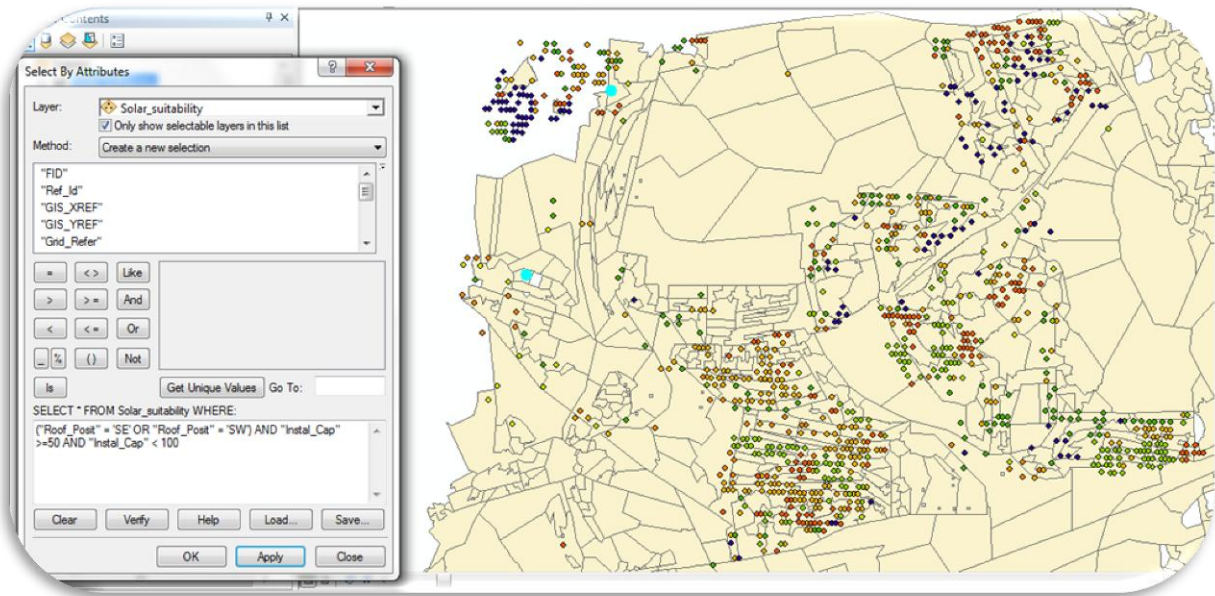 Contents
Select By Attributes
Layer: Solar_suitability
Only show selectable layers in this list
Method: Create a new selection
"FID"
"Ref_Id"
"GIS_XREF"
"GIS_YREF"
"Grid_Refer"
= < > Like
> > = And
< < = Or
_ % ( ) Not
Is Get Unique Values Go To:
SELECT * FROM Solar_suitability WHERE:
("Roof_Posit" = 'SE' OR "Roof_Posit" = 'SW') AND "Instal_Cap"
>=50 AND "Instal_Cap" < 100
Clear Verify Help Load... Save...
OK Apply Close